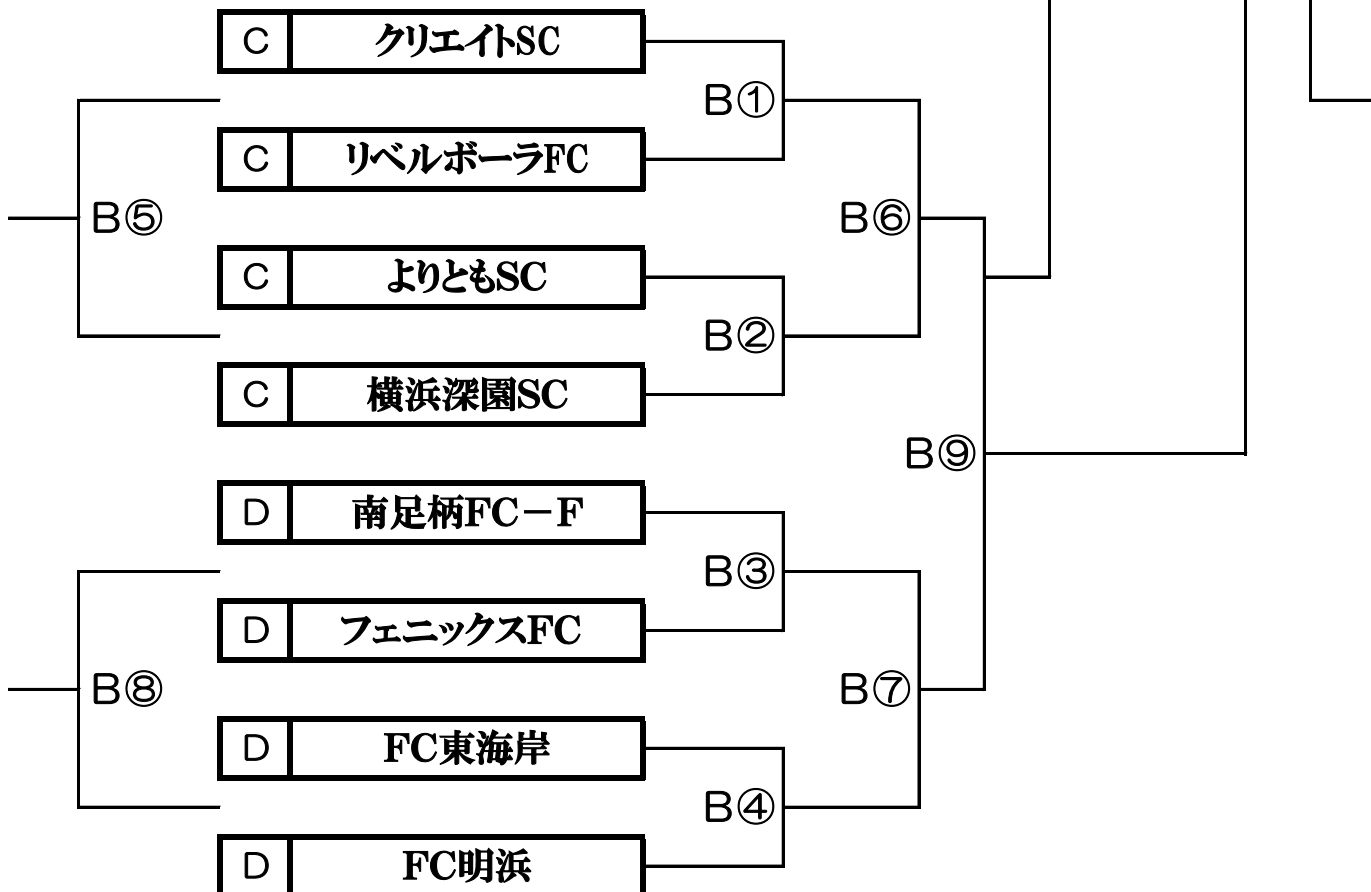 C クリエイトSC
B①
C リベルボーラFC
B⑤
B⑥
C よりともSC
B②
C 横浜深園SC
B⑨
D 南足柄FC－F
B③
D フェニックスFC
B⑧
B⑦
D FC東海岸
B④
D FC明浜